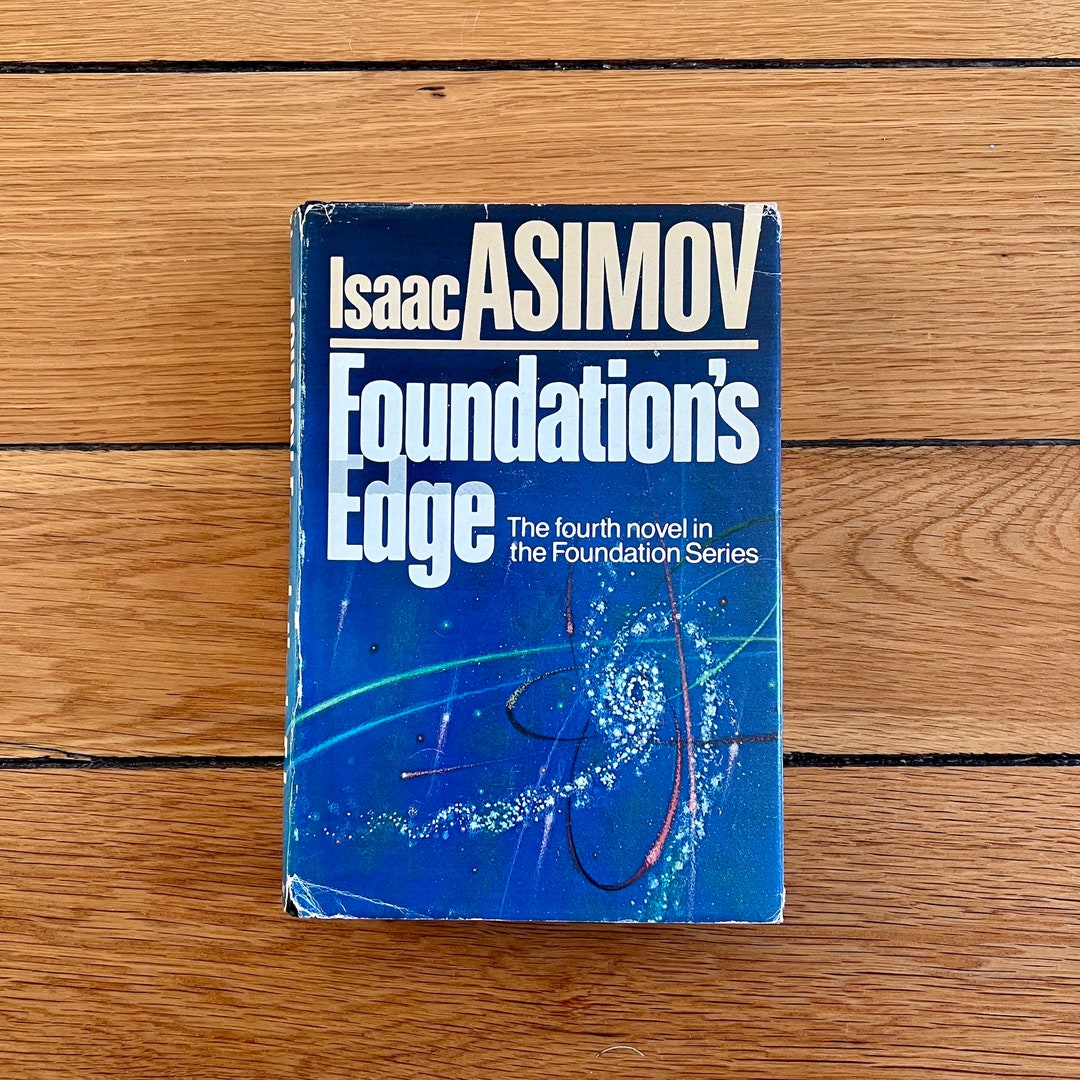 Isaac ASIMOV
Foundation's
Edge
The fourth novel in
the Foundation Series